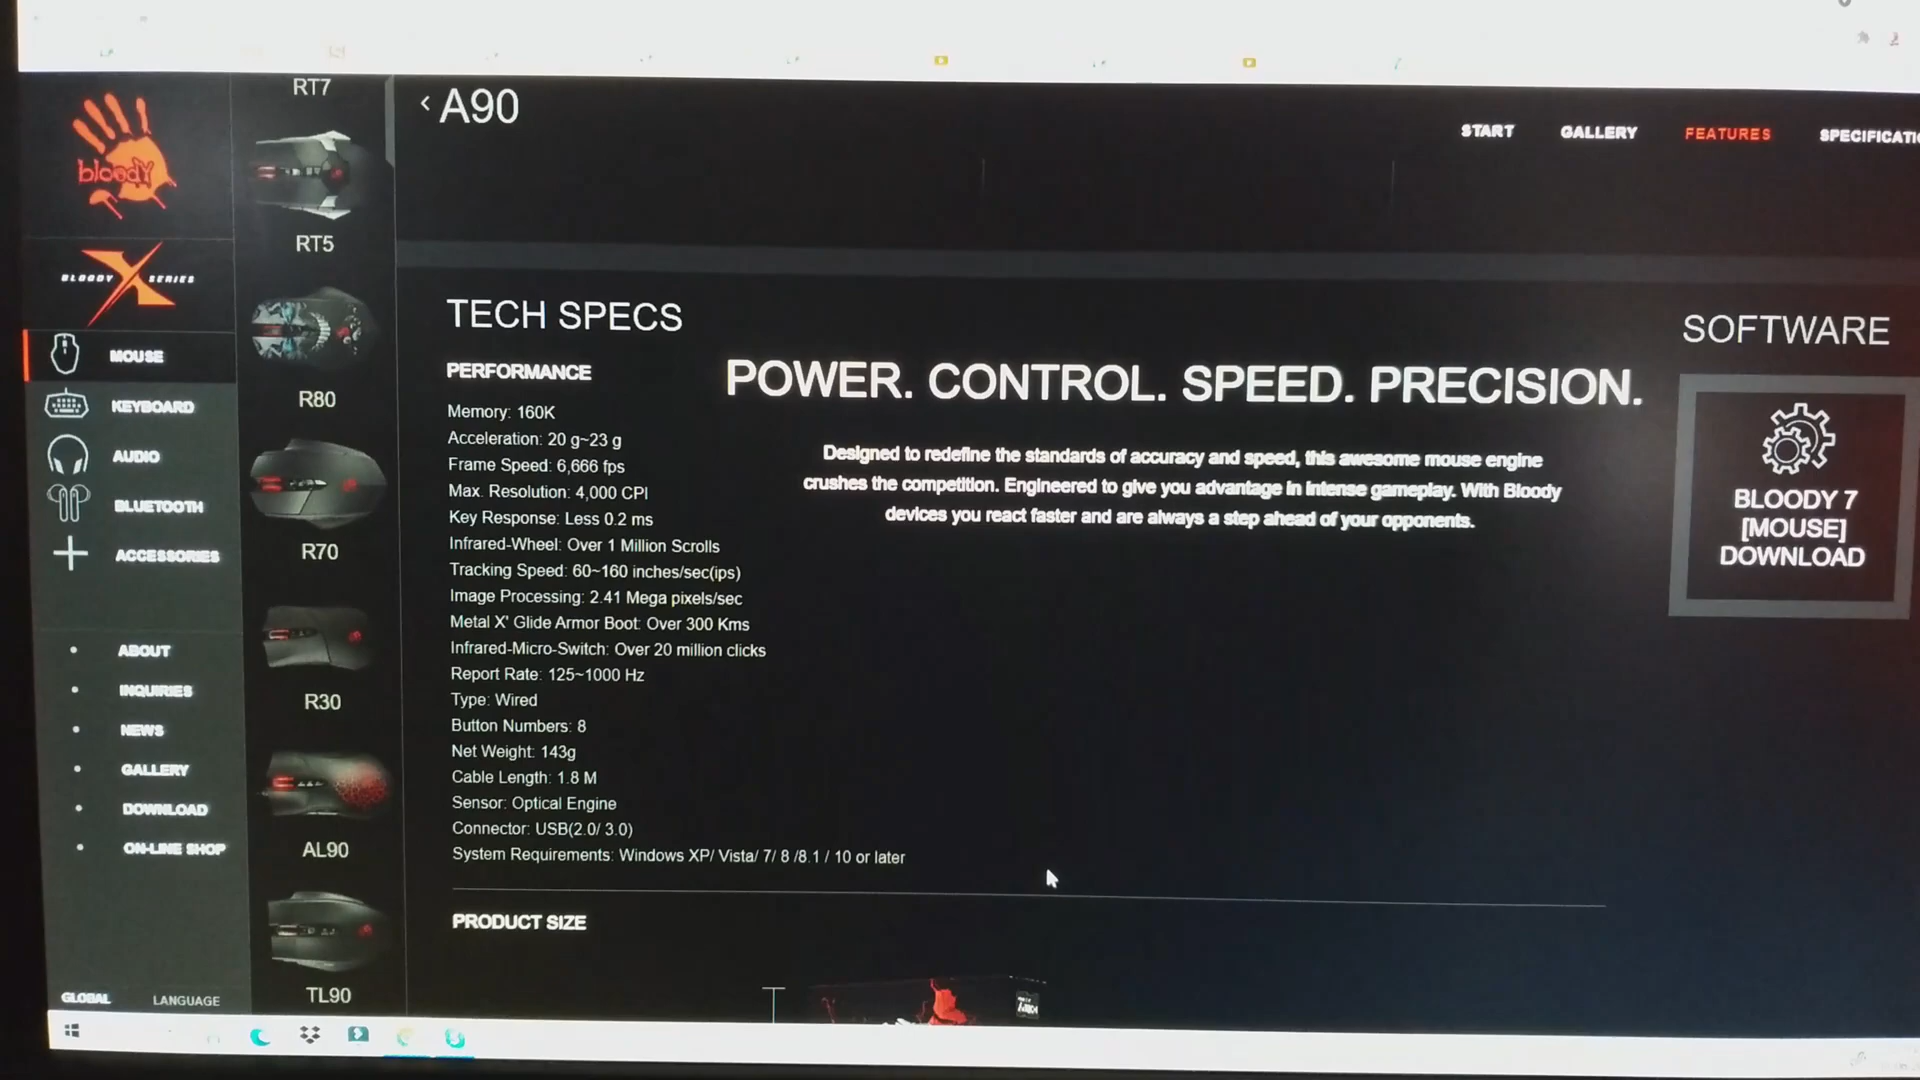 RT7
< A90
START
GALLERY
FEATURES
bloody
RT5
BLOODY X SERIES
MOUSE
KEYBOARD
AUDIO
BLUETOOTH
ACCESSORIES
ABOUT
INQUIRIES
NEWS
GALLERY
DOWNLOAD
ON-LINE SHOP
GLOBAL
LANGUAGE
R80
R70
R30
AL90
TL90
TECH SPECS
PERFORMANCE
Memory: 160K
Acceleration: 20 g~23 g
Frame Speed: 6,666 fps
Max. Resolution: 4,000 CPI
Key Response: Less 0.2 ms
Infrared-Wheel: Over 1 Million Scrolls
Tracking Speed: 60~160 inches/sec(ips)
Image Processing: 2.41 Mega pixels/sec
Metal X' Glide Armor Boot: Over 300 Kms
Infrared-Micro-Switch: Over 20 million clicks
Report Rate: 125~1000 Hz
Type: Wired
Button Numbers: 8
Net Weight: 143g
Cable Length: 1.8 M
Sensor: Optical Engine
Connector: USB(2.0/ 3.0)
System Requirements: Windows XP/ Vista/ 7/ 8 /8.1 / 10 or later
PRODUCT SIZE
POWER. CONTROL. SPEED. PRECISION.
Designed to redefine the standards of accuracy and speed, this awesome mouse engine
crushes the competition. Engineered to give you advantage in intense gameplay. With Bloody
devices you react faster and are always a step ahead of your opponents.
SOFTWARE
BLOODY 7
[MOUSE]
DOWNLOAD